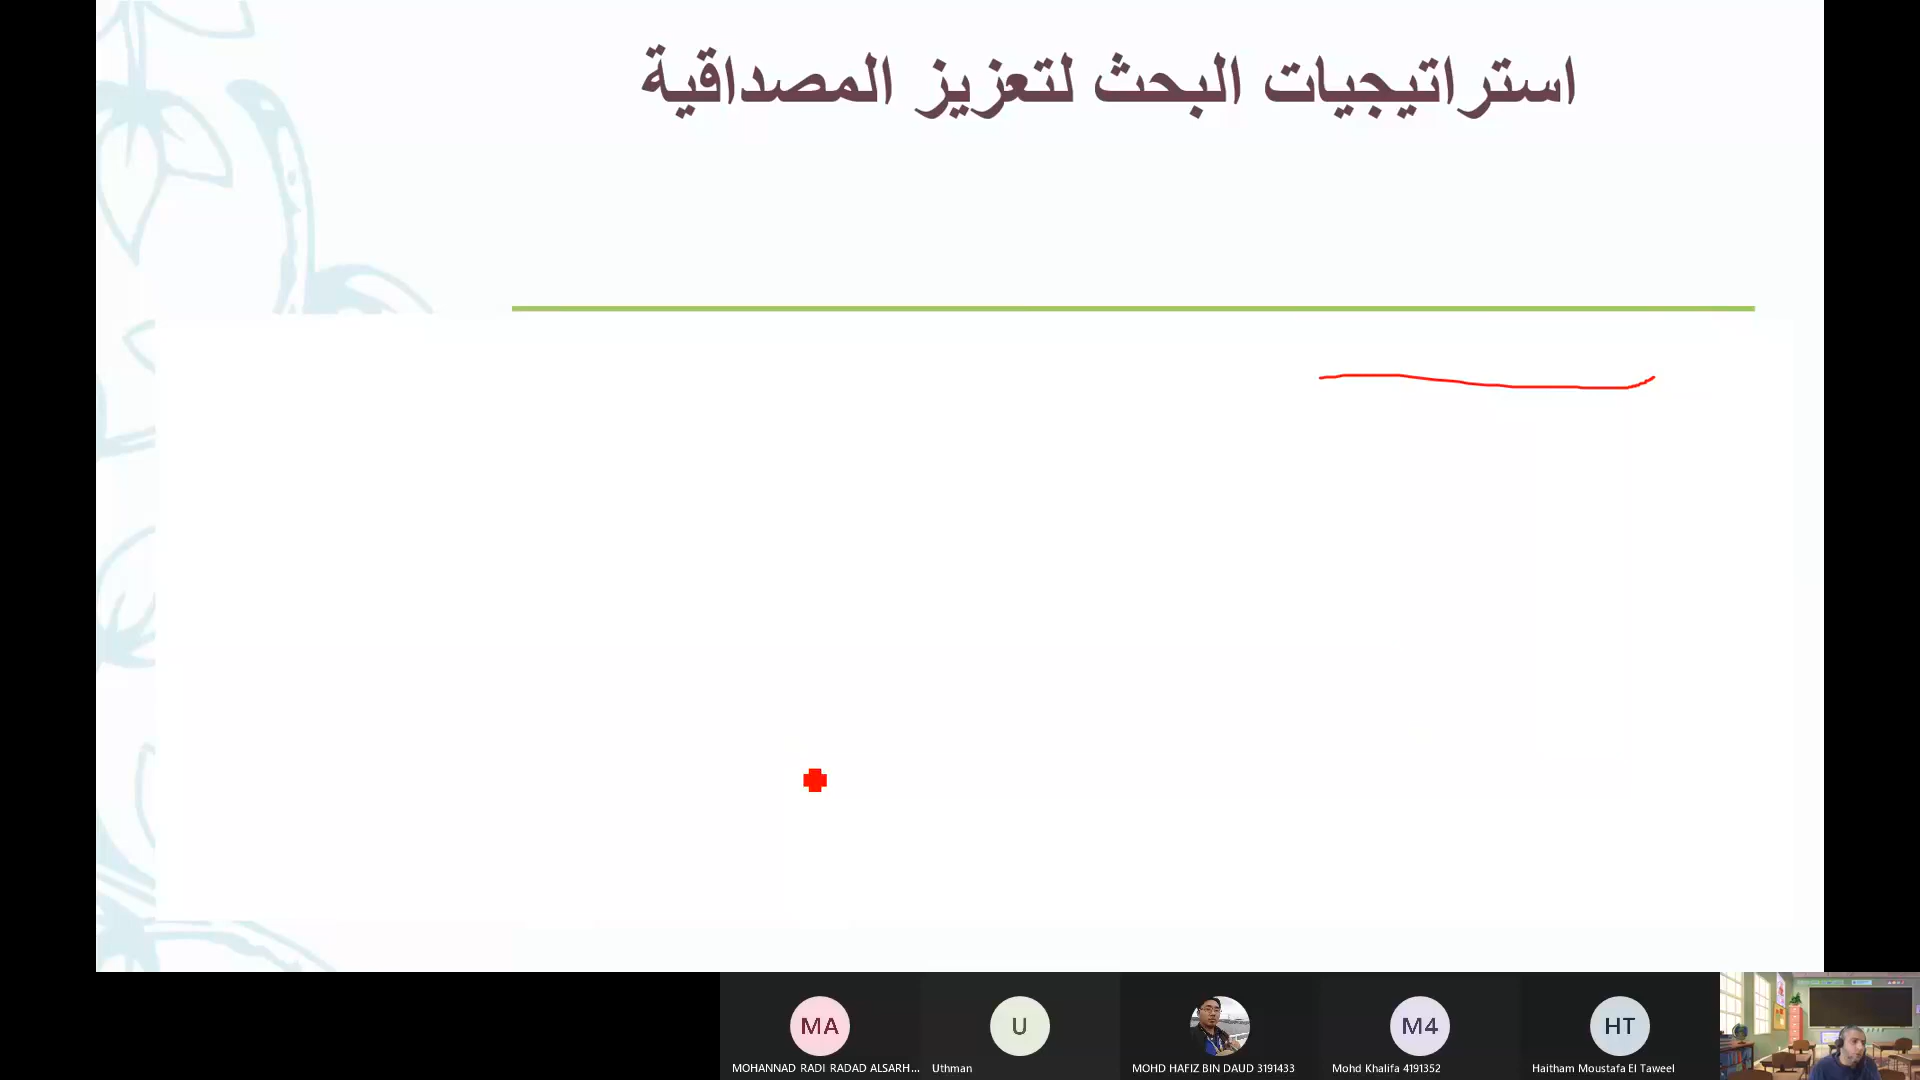 استراتيجيات البحث لتعزيز المصداقية
MA
U
M4
HT
MOHANNAD RADI RADAD ALSARH...
Uthman
MOHD HAFIZ BIN DAUD 3191433
Mohd Khalifa 4191352
Haitham Moustafa El Taweel